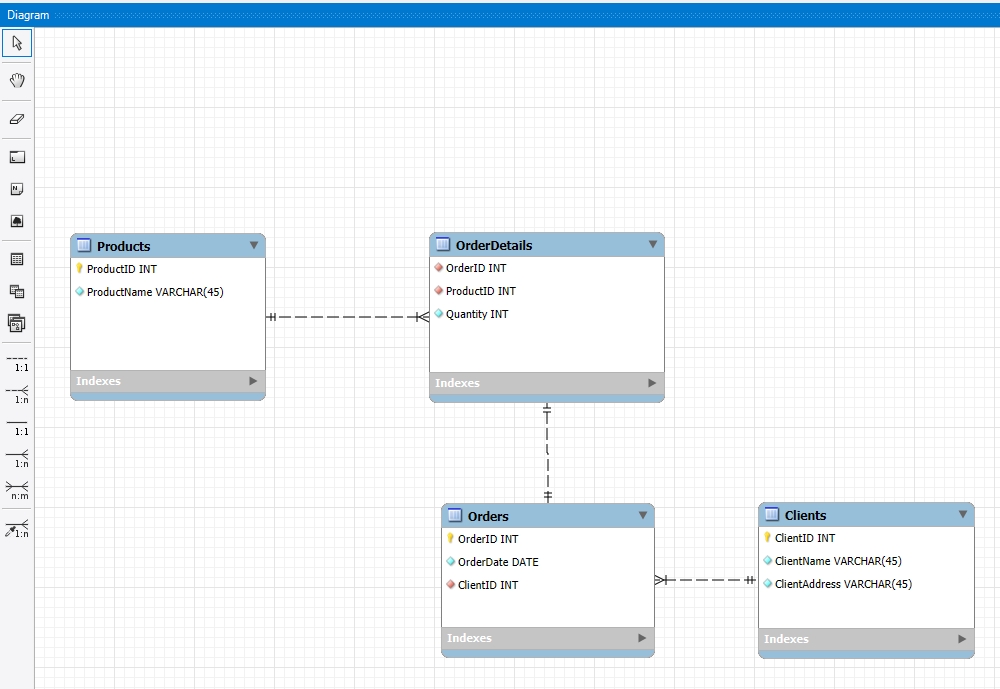 Diagram
1:1
1:n
1:1
1:n
n:m
1:n
Products
ProductID INT
ProductName VARCHAR(45)
Indexes
OrderDetails
OrderID INT
ProductID INT
Quantity INT
Indexes
Orders
OrderID INT
OrderDate DATE
ClientID INT
Indexes
Clients
ClientID INT
ClientName VARCHAR(45)
ClientAddress VARCHAR(45)
Indexes